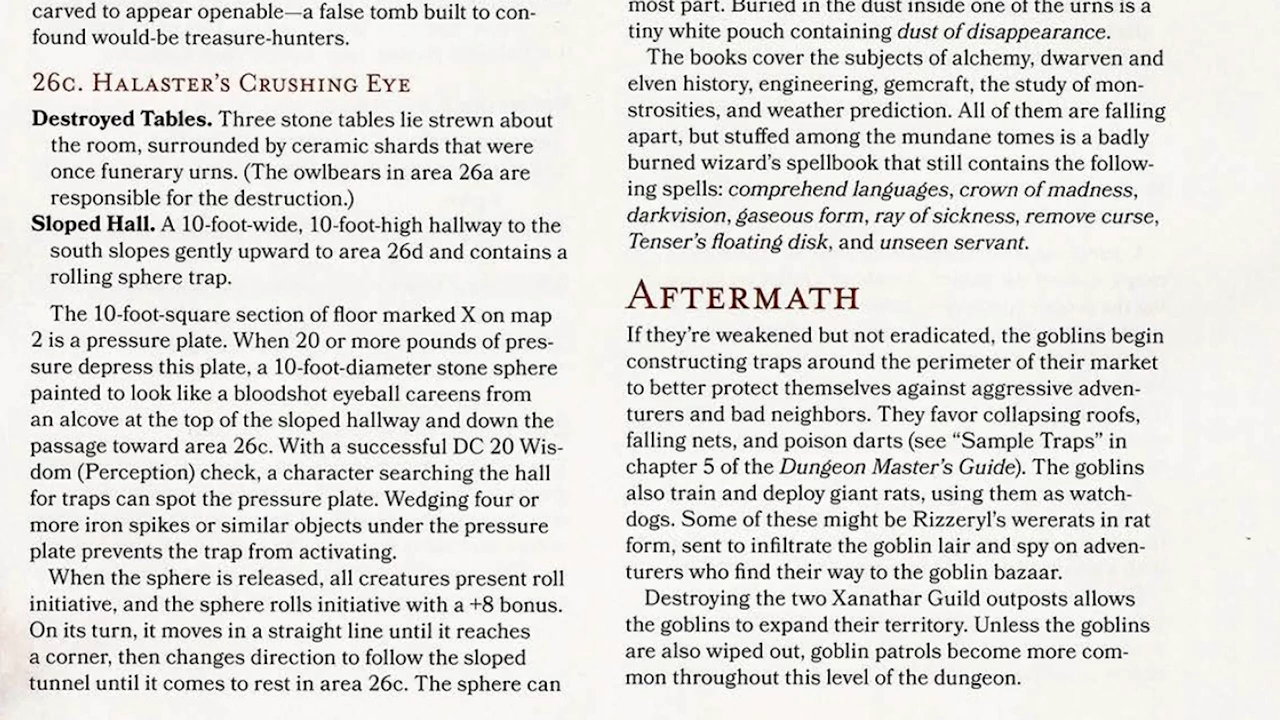 carved to appear openable—a false tomb built to con-
found would-be treasure-hunters.
26c. Halaster's Crushing Eye
Destroyed Tables. Three stone tables lie strewn about
the room, surrounded by ceramic shards that were
once funerary urns. (The owlbears in area 26a are
responsible for the destruction.)
Sloped Hall. A 10-foot-wide, 10-foot-high hallway to the
south slopes gently upward to area 26d and contains a
rolling sphere trap.
The 10-foot-square section of floor marked X on map
2 is a pressure plate. When 20 or more pounds of pres-
sure depress this plate, a 10-foot-diameter stone sphere
painted to look like a bloodshot eyeball careens from
an alcove at the top of the sloped hallway and down the
passage toward area 26c. With a successful DC 20 Wis-
dom (Perception) check, a character searching the hall
for traps can spot the pressure plate. Wedging four or
more iron spikes or similar objects under the pressure
plate prevents the trap from activating.
When the sphere is released, all creatures present roll
initiative, and the sphere rolls initiative with a +8 bonus.
On its turn, it moves in a straight line until it reaches
a corner, then changes direction to follow the sloped
tunnel until it comes to rest in area 26c. The sphere can
most part. Buried in the dust inside one of the urns is a
tiny white pouch containing dust of disappearance.
The books cover the subjects of alchemy, dwarven and
elven history, engineering, gemcraft, the study of mon-
strosities, and weather prediction. All of them are falling
apart, but stuffed among the mundane tomes is a badly
burned wizard's spellbook that still contains the follow-
ing spells: comprehend languages, crown of madness,
darkvision, gaseous form, ray of sickness, remove curse,
Tenser's floating disk, and unseen servant.
Aftermath
If they're weakened but not eradicated, the goblins begin
constructing traps around the perimeter of their market
to better protect themselves against aggressive adven-
turers and bad neighbors. They favor collapsing roofs,
falling nets, and poison darts (see "Sample Traps" in
chapter 5 of the Dungeon Master's Guide). The goblins
also train and deploy giant rats, using them as watch-
dogs. Some of these might be Rizzeryl's wererats in rat
form, sent to infiltrate the goblin lair and spy on adven-
turers who find their way to the goblin bazaar.
Destroying the two Xanathar Guild outposts allows
the goblins to expand their territory. Unless the goblins
are also wiped out, goblin patrols become more com-
mon throughout this level of the dungeon.